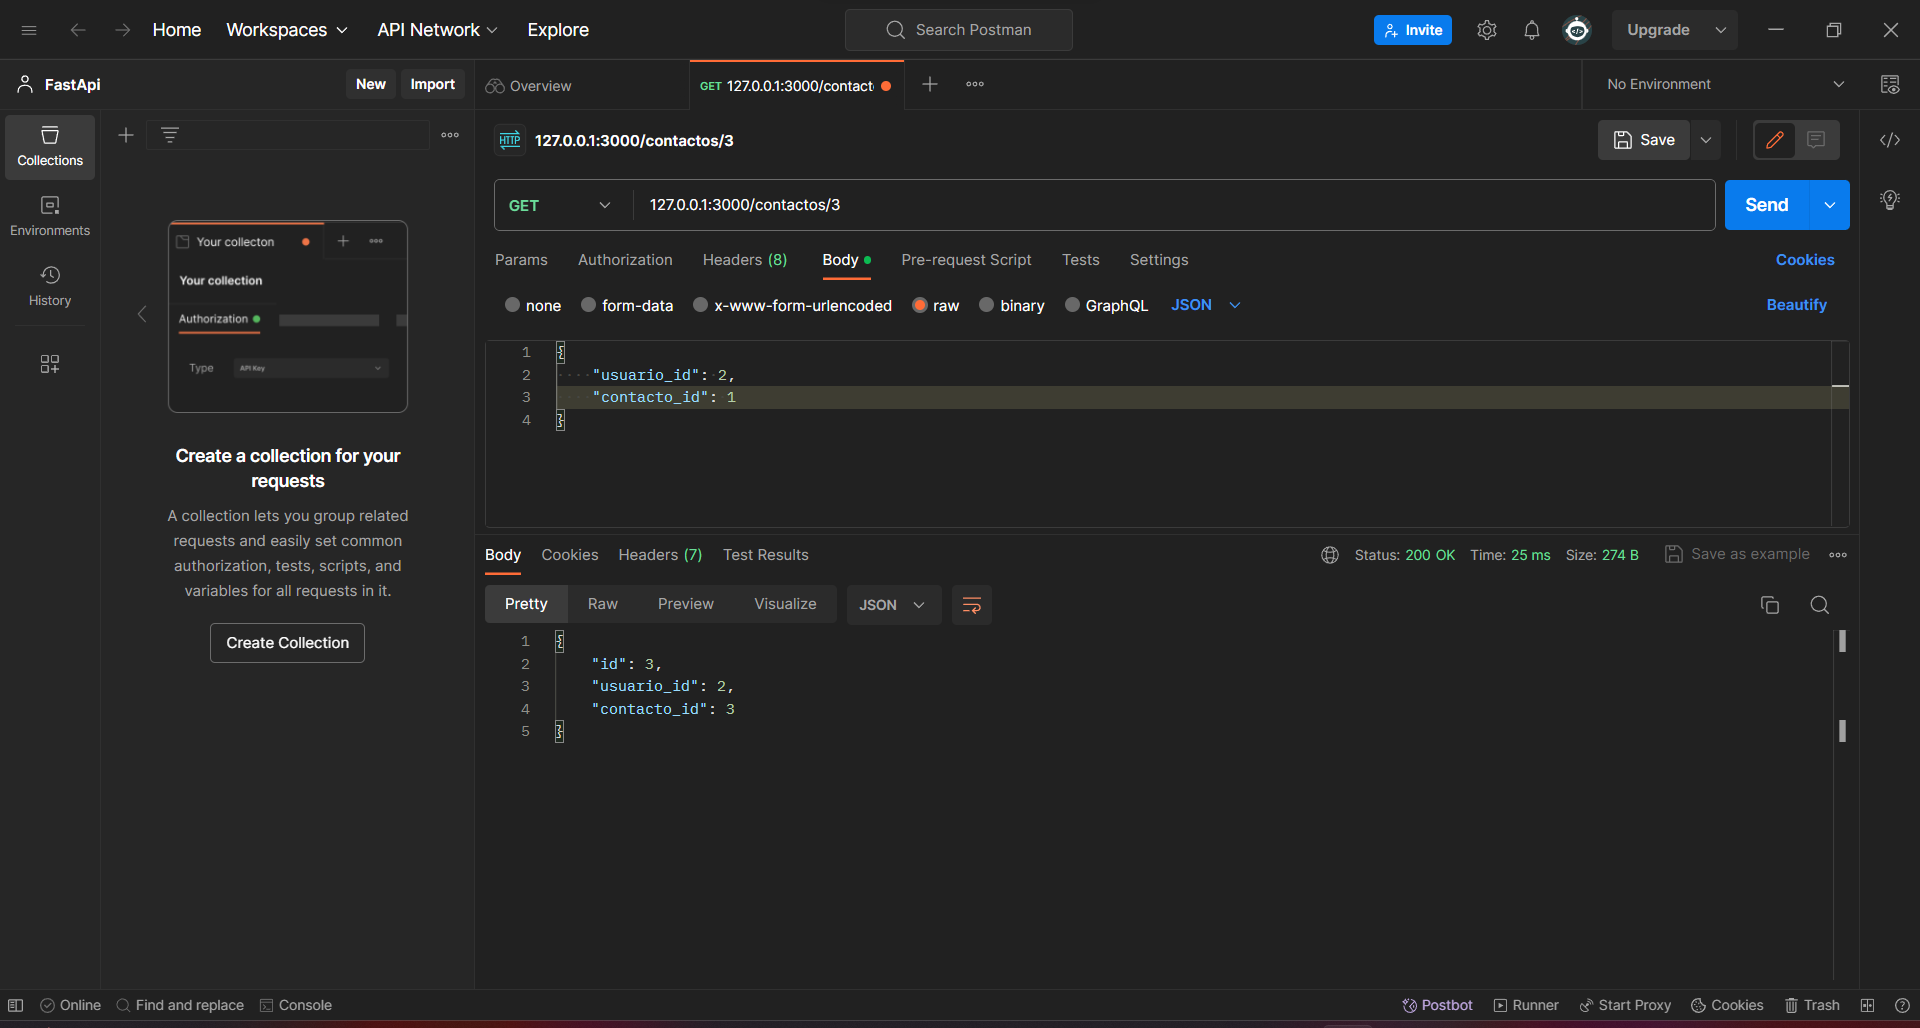 Home Workspaces API Network Explore Search Postman Invite Upgrade
FastApi New Import Overview GET 127.0.0.1:3000/contact No Environment
Collections
Environments
History
Your collecton
Your collection
Authorization
Type API Key
Create a collection for your
requests
A collection lets you group related
requests and easily set common
authorization, tests, scripts, and
variables for all requests in it.
Create Collection
HTTP 127.0.0.1:3000/contactos/3 Save
GET 127.0.0.1:3000/contactos/3 Send
Params Authorization Headers (8) Body Pre-request Script Tests Settings Cookies
none form-data x-www-form-urlencoded raw binary GraphQL JSON Beautify
1 {
2 "usuario_id": 2,
3 "contacto_id": 1
4 }
Body Cookies Headers (7) Test Results Status: 200 OK Time: 25 ms Size: 274 B Save as example
Pretty Raw Preview Visualize JSON
1 {
2 "id": 3,
3 "usuario_id": 2,
4 "contacto_id": 3
5 }
Online Find and replace Console Postbot Runner Start Proxy Cookies Trash